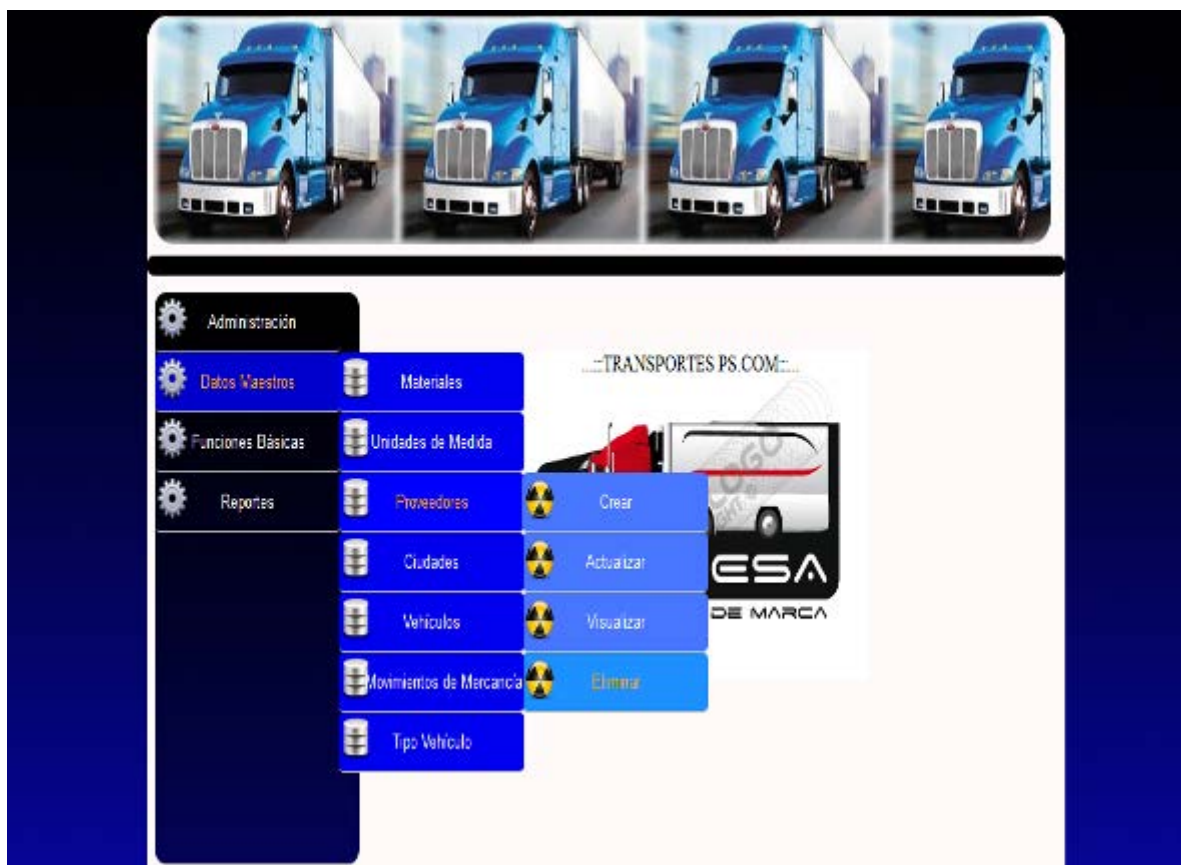 Administración
Datos Maestros
Funciones Básicas
Reportes
Materiales
Unidades de Medida
Proveedores
Ciudades
Vehículos
Movimientos de Mercancía
Tipo Vehículo
Crear
Actualizar
Visualizar
Eliminar
...::TRANSPORTES PS.COM::...
LOGO
ESA
DE MARCA